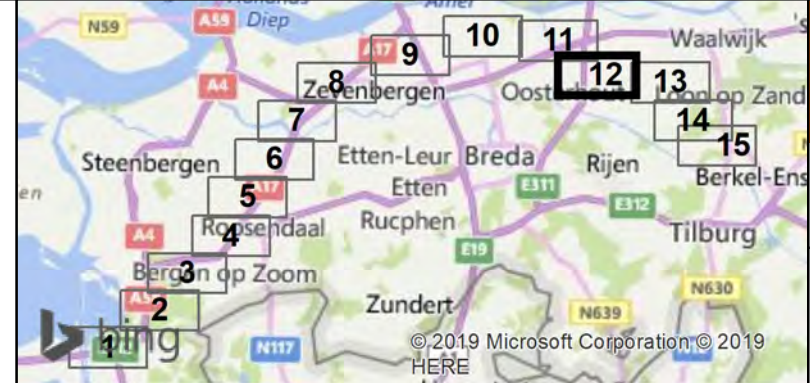 Hollands
Diep
Amer
N59
A59
A17
9
10
11
Waalwijk
A4
8
Zevenbergen
12
13
Oosterhout
Loon op Zand
7
14
6
15
Steenbergen
Etten-Leur
Breda
Rijen
Berkel-Ens
5
A17
Etten
E311
E312
4
Roosendaal
Rucphen
Tilburg
A4
E19
3
Bergen op Zoom
2
Zundert
N630
N639
1
bing
N117
© 2019 Microsoft Corporation © 2019
HERE